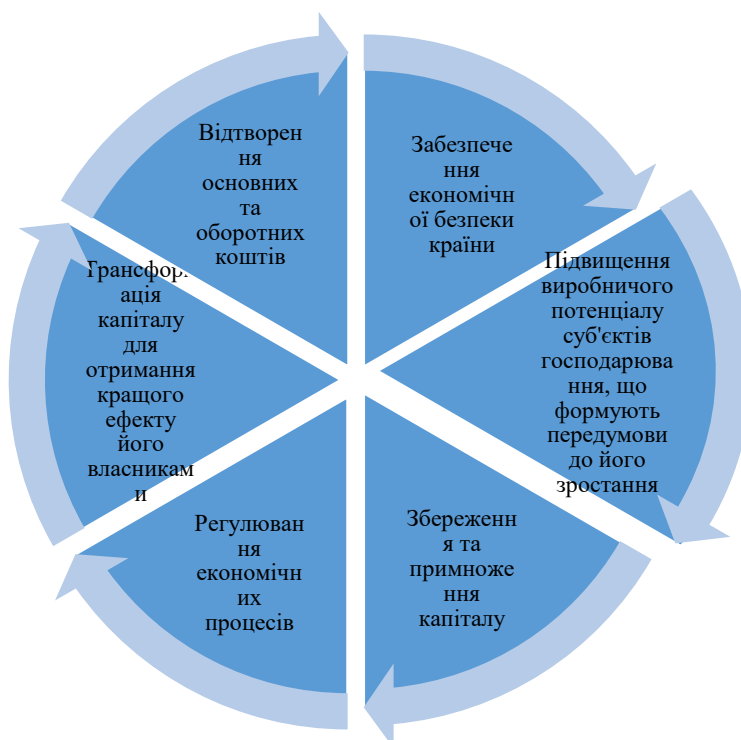 Забезпече
ння
економічн
ої безпеки
країни
Підвищення
виробничого
потенціалу
суб'єктів
господарюва
ння, що
формують
передумови
до його
зростання
Збереженн
я та
примноже
ння
капіталу
Регулюван
ня
економічн
их
процесів
Трансформ
ація
капіталу
для
отримання
кращого
ефекту
його
власникам
и
Відтворен
ня
основних
та
оборотних
коштів